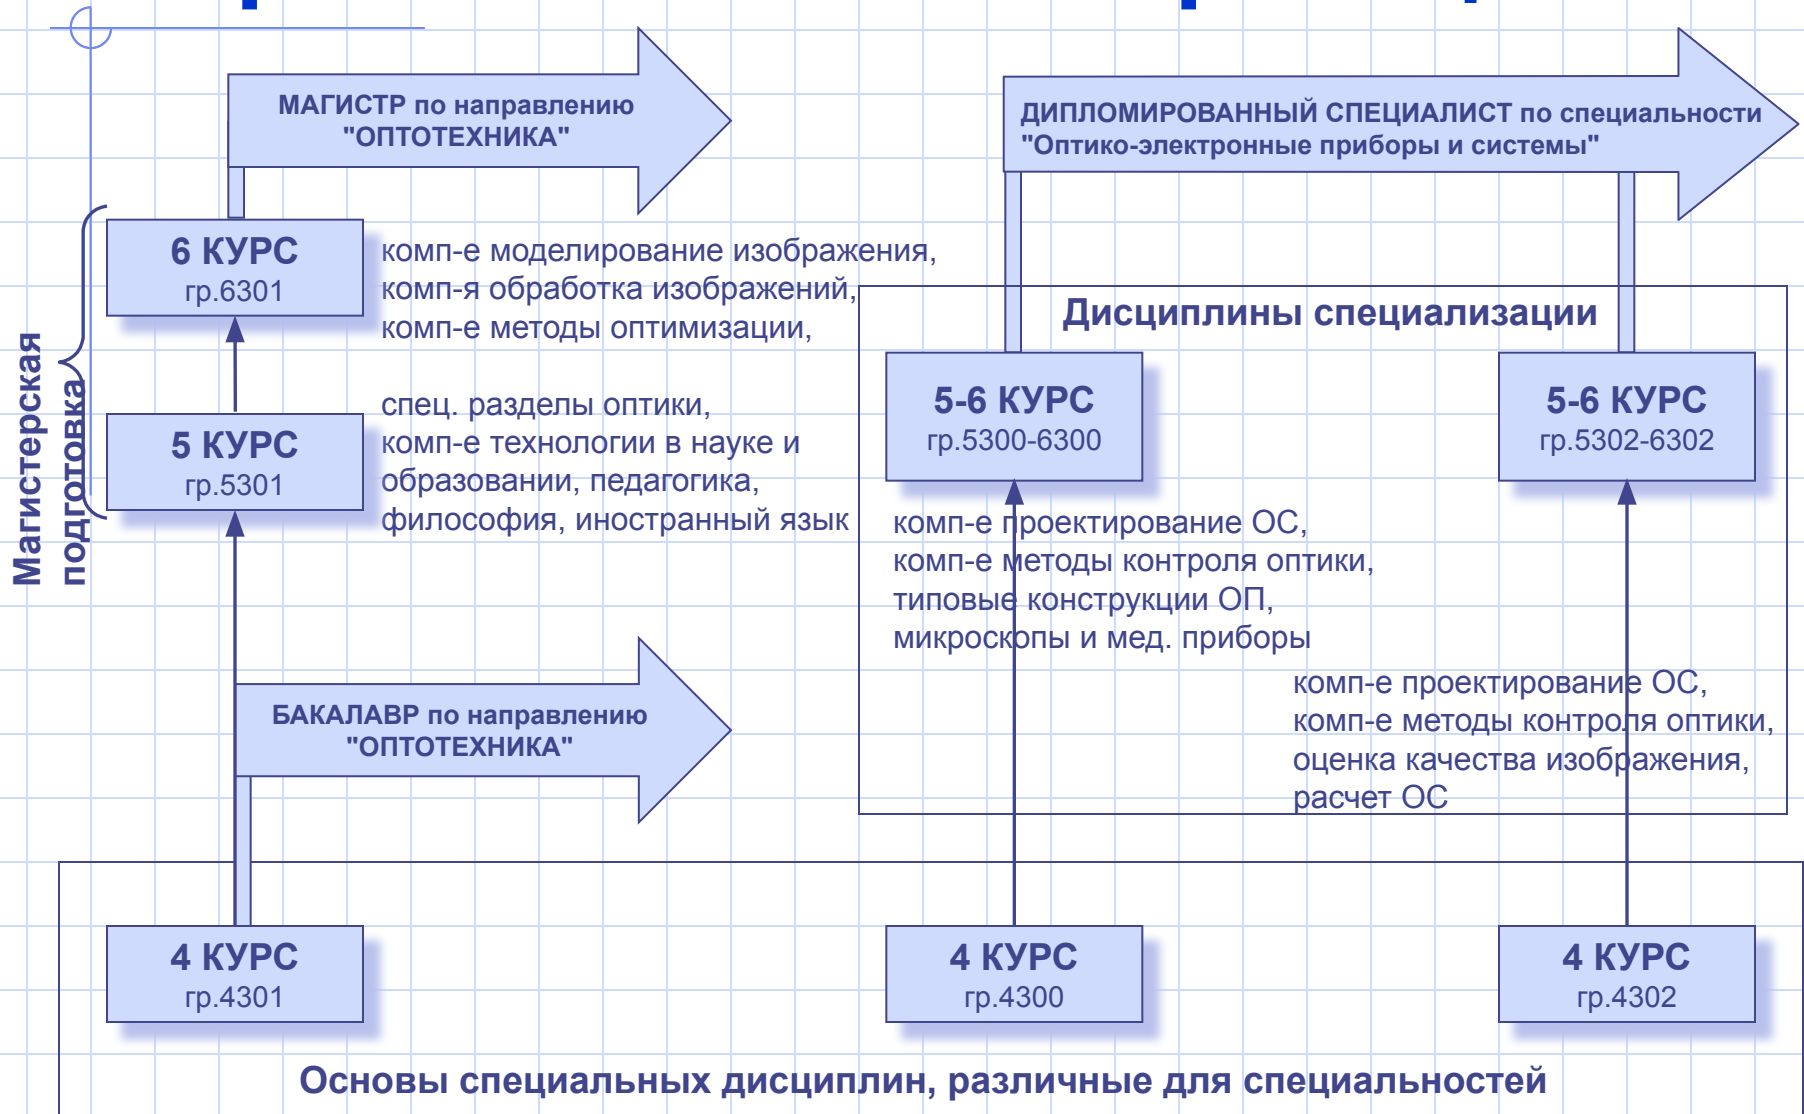 МАГИСТР по направлению
"ОПТОТЕХНИКА"
ДИПЛОМИРОВАННЫЙ СПЕЦИАЛИСТ по специальности
"Оптико-электронные приборы и системы"
Магистерская
подготовка
6 КУРС
гр.6301
комп-е моделирование изображения,
комп-я обработка изображений,
комп-е методы оптимизации,
5 КУРС
гр.5301
спец. разделы оптики,
комп-е технологии в науке и
образовании, педагогика,
философия, иностранный язык
Дисциплины специализации
5-6 КУРС
гр.5300-6300
5-6 КУРС
гр.5302-6302
комп-е проектирование ОС,
комп-е методы контроля оптики,
типовые конструкции ОП,
микроскопы и мед. приборы
комп-е проектирование ОС,
комп-е методы контроля оптики,
оценка качества изображения,
расчет ОС
БАКАЛАВР по направлению
"ОПТОТЕХНИКА"
4 КУРС
гр.4301
4 КУРС
гр.4300
4 КУРС
гр.4302
Основы специальных дисциплин, различные для специальностей